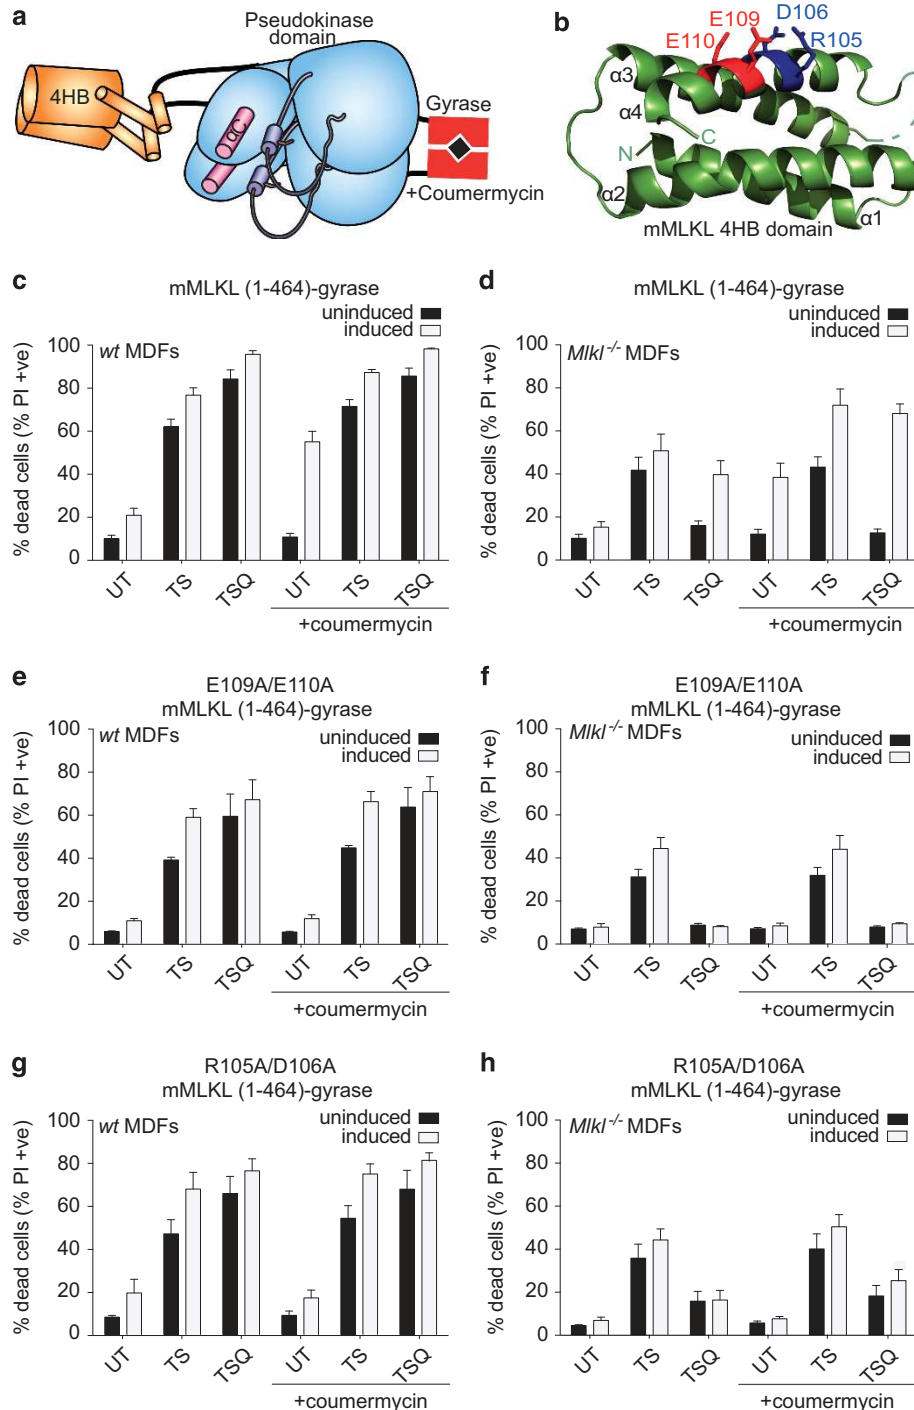 a
Pseudokinase
domain
4HB
αC
Gyrase
+Coumermycin
b
E109
D106
E110
R105
α3
α4
C
N
α2
α1
mMLKL 4HB domain
c
mMLKL (1-464)-gyrase
uninduced
induced
wt MDFs
% dead cells (% PI +ve)
100
80
60
40
20
0
UT
TS
TSQ
UT
TS
TSQ
+coumermycin
d
mMLKL (1-464)-gyrase
uninduced
induced
Mlkl -/- MDFs
% dead cells (% PI +ve)
100
80
60
40
20
0
UT
TS
TSQ
UT
TS
TSQ
+coumermycin
e
E109A/E110A
mMLKL (1-464)-gyrase
uninduced
induced
wt MDFs
% dead cells (% PI +ve)
100
80
60
40
20
0
UT
TS
TSQ
UT
TS
TSQ
+coumermycin
f
E109A/E110A
mMLKL (1-464)-gyrase
uninduced
induced
Mlkl -/- MDFs
% dead cells (% PI +ve)
100
80
60
40
20
0
UT
TS
TSQ
UT
TS
TSQ
+coumermycin
g
R105A/D106A
mMLKL (1-464)-gyrase
uninduced
induced
wt MDFs
% dead cells (% PI +ve)
100
80
60
40
20
0
UT
TS
TSQ
UT
TS
TSQ
+coumermycin
h
R105A/D106A
mMLKL (1-464)-gyrase
uninduced
induced
Mlkl -/- MDFs
% dead cells (% PI +ve)
100
80
60
40
20
0
UT
TS
TSQ
UT
TS
TSQ
+coumermycin